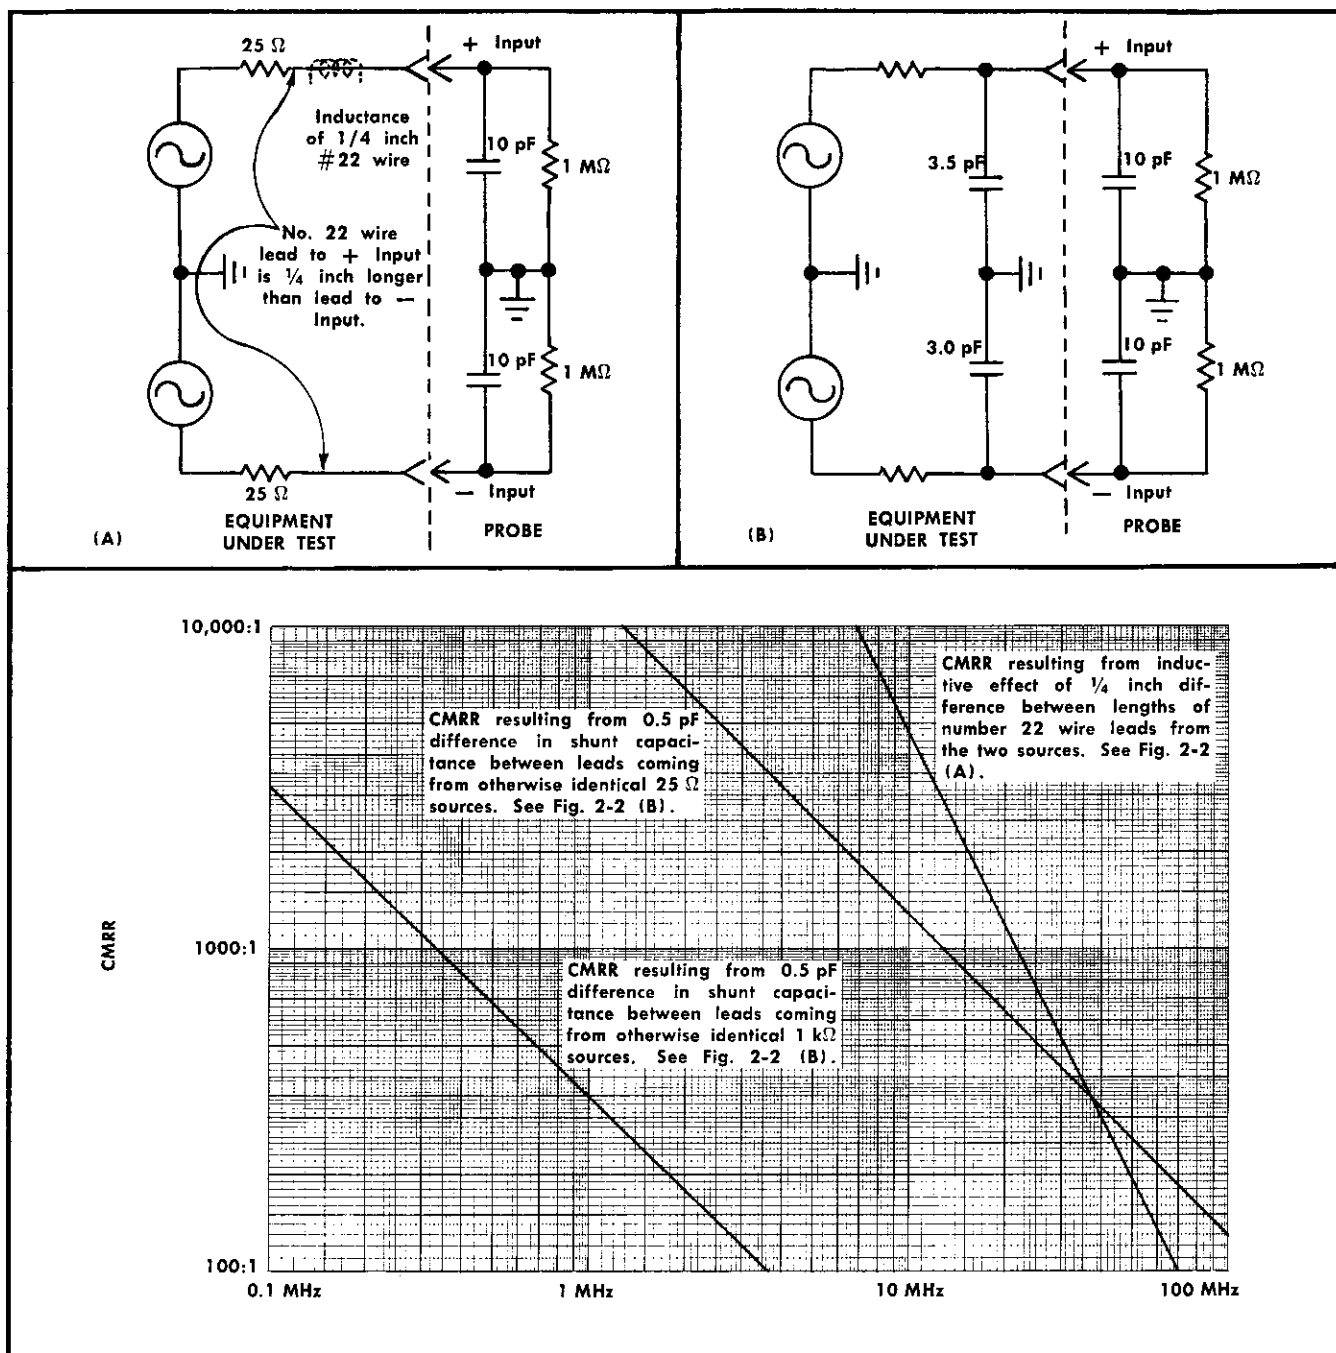 25 Ω
+ Input
Inductance
of 1/4 inch
#22 wire
10 pF
1 MΩ
No. 22 wire
lead to + Input
is ¼ inch longer
than lead to —
Input.
10 pF
1 MΩ
25 Ω
— Input
(A)
EQUIPMENT
UNDER TEST
PROBE
+ Input
3.5 pF
10 pF
1 MΩ
3.0 pF
10 pF
1 MΩ
— Input
(B)
EQUIPMENT
UNDER TEST
PROBE
10,000:1
CMRR resulting from induc-
tive effect of ¼ inch dif-
ference between lengths of
number 22 wire leads from
the two sources. See Fig. 2-2
(A).
CMRR resulting from 0.5 pF
difference in shunt capaci-
tance between leads coming
from otherwise identical 25 Ω
sources. See Fig. 2-2 (B).
CMRR
1000:1
CMRR resulting from 0.5 pF
difference in shunt capaci-
tance between leads coming
from otherwise identical 1 kΩ
sources. See Fig. 2-2 (B).
100:1
0.1 MHz
1 MHz
10 MHz
100 MHz